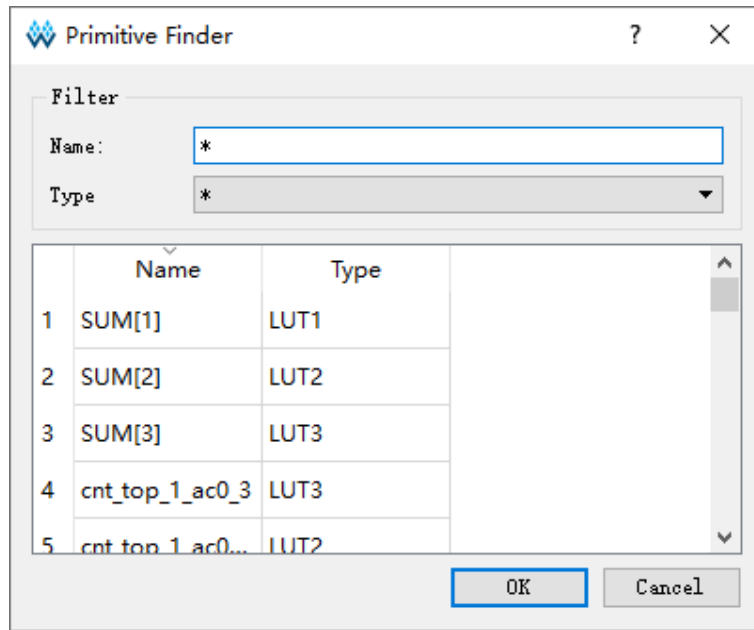 Primitive Finder ?
Filter
Name: *
Type *
Name Type
1 SUM[1] LUT1
2 SUM[2] LUT2
3 SUM[3] LUT3
4 cnt_top_1_ac0_3 LUT3
5 cnt_top_1_ac0... LUT2
OK Cancel